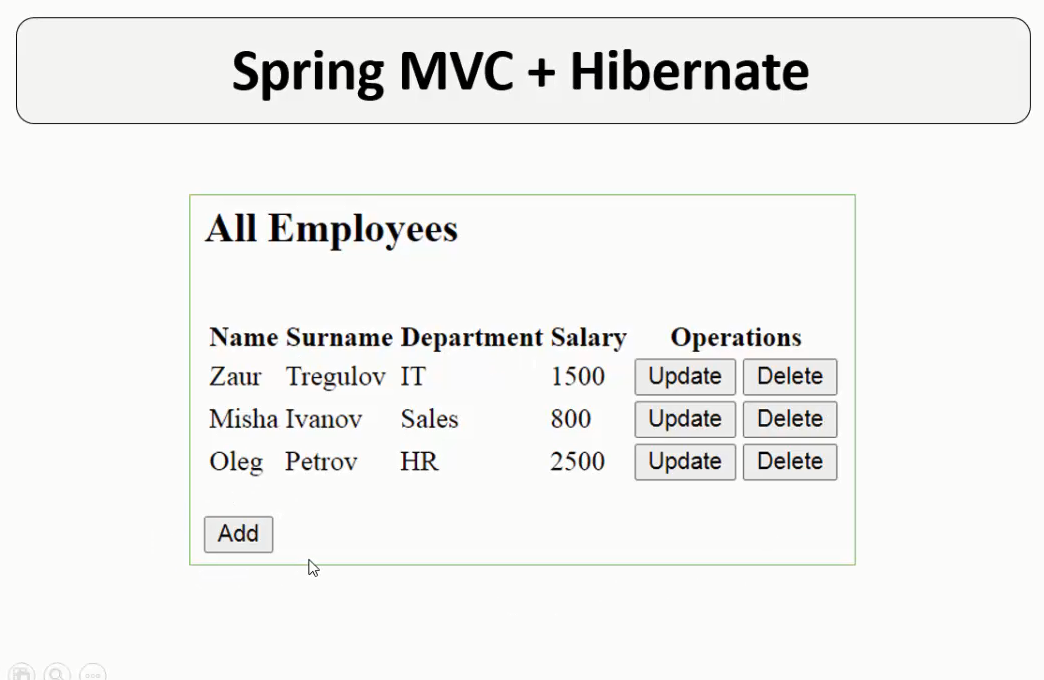 Spring MVC + Hibernate
All Employees
Name Surname Department Salary Operations
Zaur Tregulov IT 1500 Update Delete
Misha Ivanov Sales 800 Update Delete
Oleg Petrov HR 2500 Update Delete
Add